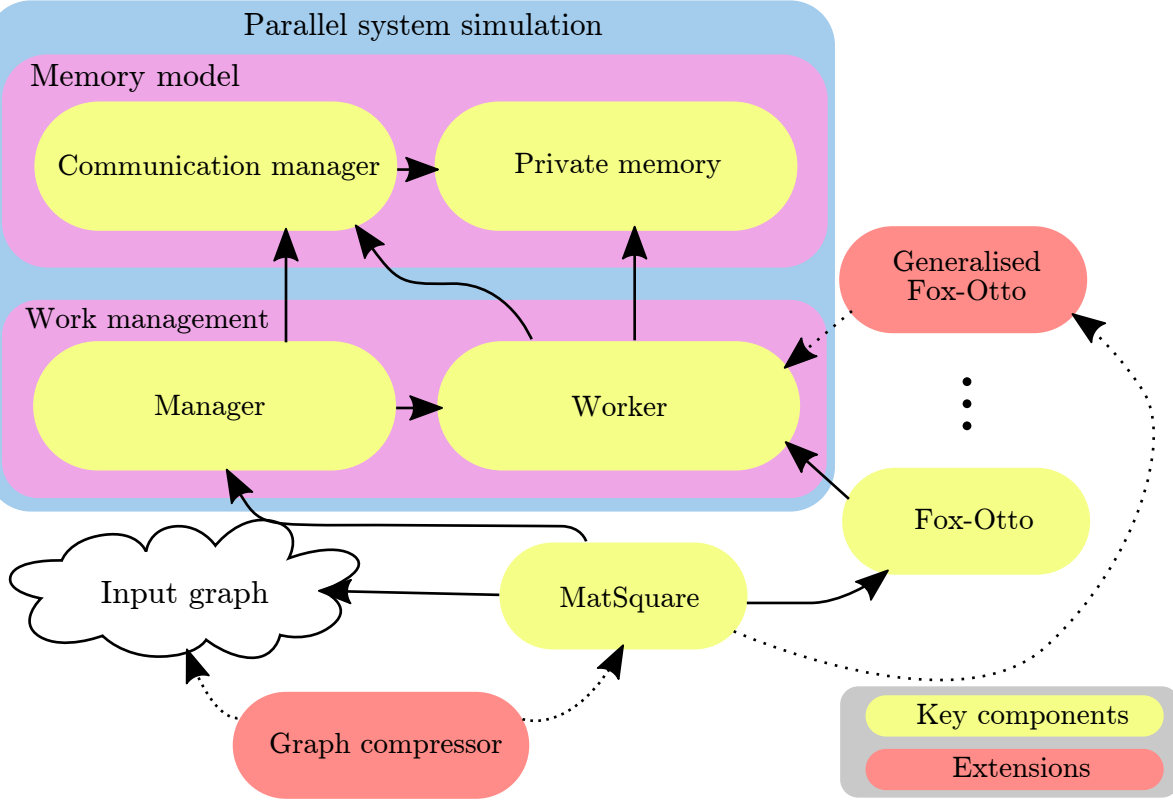 Parallel system simulation
Memory model
Communication manager
Private memory
Generalised
Fox-Otto
Work management
Manager
Worker
Fox-Otto
Input graph
MatSquare
Graph compressor
Key components
Extensions